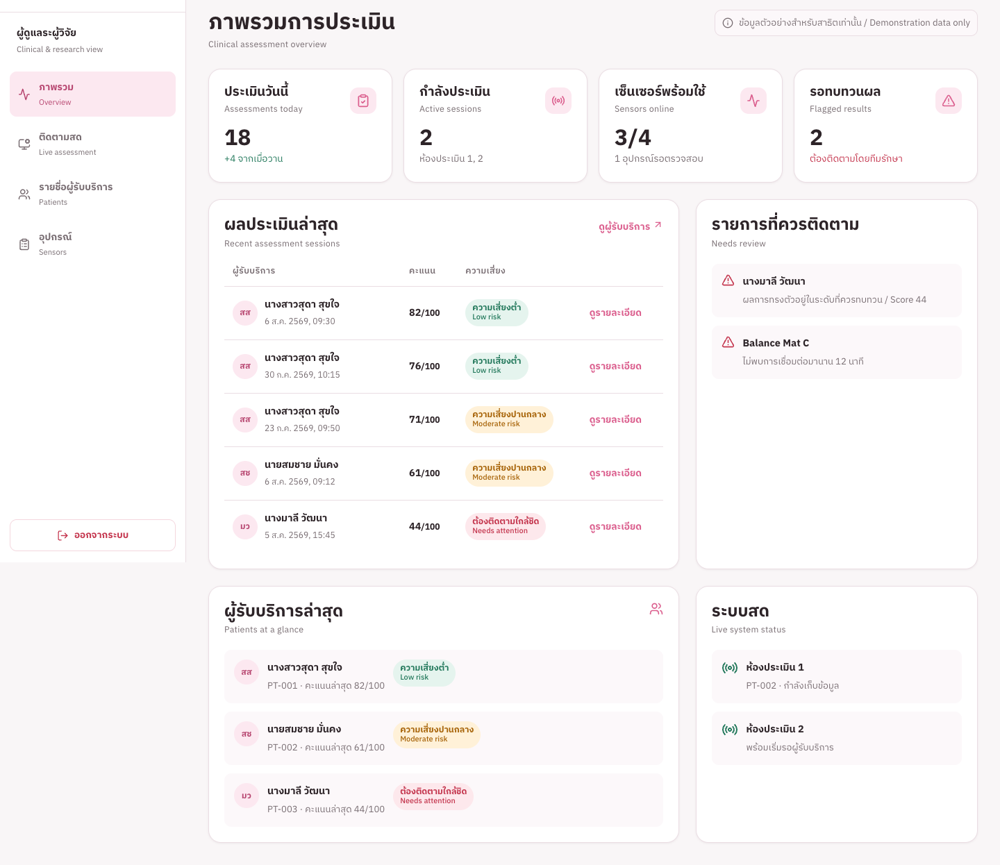 ผู้ดูแลระผู้วิจัย
Clinical & research view
ภาพรวม
Overview
ติดตามสด
Live assessment
รายชื่อผู้รับบริการ
Patients
อุปกรณ์
Sensors
ออกจากระบบ
ภาพรวมการประเมิน
Clinical assessment overview
ข้อมูลตัวอย่างสำหรับสาธิตเท่านั้น / Demonstration data only
ประเมินวันนี้
Assessments today
18
+4 จากเมื่อวาน
กำลังประเมิน
Active sessions
2
ห้องประเมิน 1, 2
เซ็นเซอร์พร้อมใช้
Sensors online
3/4
1 อุปกรณ์รอตรวจสอบ
รอทบทวนผล
Flagged results
2
ต้องติดตามโดยทีมรักษา
ผลประเมินล่าสุด
Recent assessment sessions
ดูผู้รับบริการ
ผู้รับบริการ คะแนน ความเสี่ยง
สส นางสาวสุดา สุขใจ
6 ส.ค. 2569, 09:30
82/100
ความเสี่ยงต่ำ
Low risk
ดูรายละเอียด
สส นางสาวสุดา สุขใจ
30 ก.ค. 2569, 10:15
76/100
ความเสี่ยงต่ำ
Low risk
ดูรายละเอียด
สส นางสาวสุดา สุขใจ
23 ก.ค. 2569, 09:50
71/100
ความเสี่ยงปานกลาง
Moderate risk
ดูรายละเอียด
สช นายสมชาย มั่นคง
6 ส.ค. 2569, 09:12
61/100
ความเสี่ยงปานกลาง
Moderate risk
ดูรายละเอียด
มว นางมาลี วัฒนา
5 ส.ค. 2569, 15:45
44/100
ต้องติดตามใกล้ชิด
Needs attention
ดูรายละเอียด
รายการที่ควรติดตาม
Needs review
นางมาลี วัฒนา
ผลการทรงตัวอยู่ในระดับที่ควรทบทวน / Score 44
Balance Mat C
ไม่พบการเชื่อมต่อมานาน 12 นาที
ผู้รับบริการล่าสุด
Patients at a glance
สส นางสาวสุดา สุขใจ
PT-001 · คะแนนล่าสุด 82/100
ความเสี่ยงต่ำ
Low risk
สช นายสมชาย มั่นคง
PT-002 · คะแนนล่าสุด 61/100
ความเสี่ยงปานกลาง
Moderate risk
มว นางมาลี วัฒนา
PT-003 · คะแนนล่าสุด 44/100
ต้องติดตามใกล้ชิด
Needs attention
ระบบสด
Live system status
ห้องประเมิน 1
PT-002 · กำลังเก็บข้อมูล
ห้องประเมิน 2
พร้อมเริ่มรอผู้รับบริการ